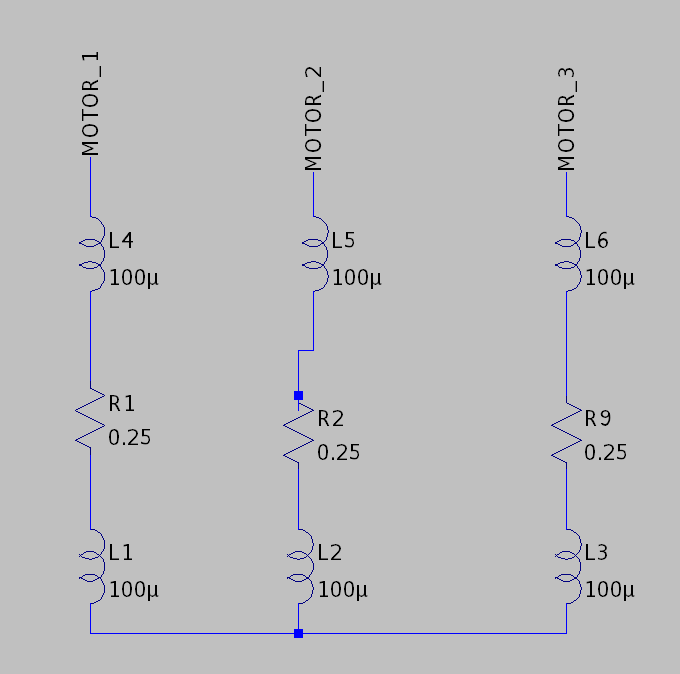 MOTOR_1
MOTOR_2
MOTOR_3
L4
100µ
L5
100µ
L6
100µ
R1
0.25
R2
0.25
R9
0.25
L1
100µ
L2
100µ
L3
100µ